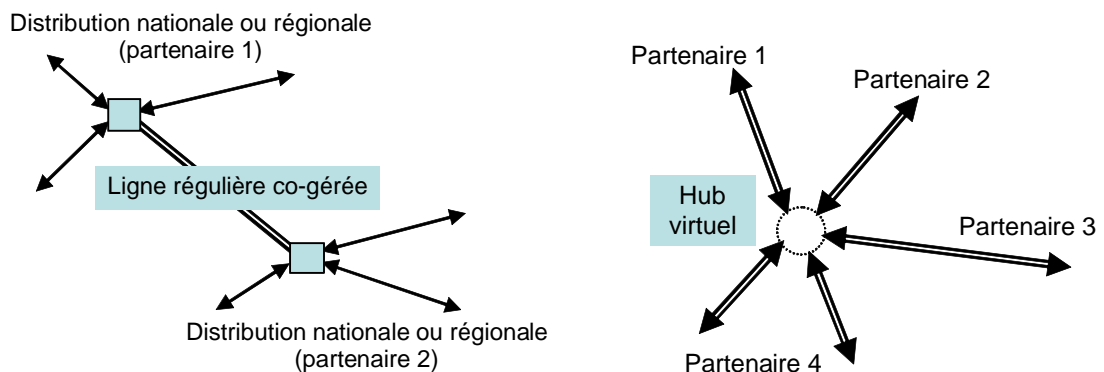 Distribution nationale ou régionale
(partenaire 1)
Ligne régulière co-gérée
Distribution nationale ou régionale
(partenaire 2)
Partenaire 1
Partenaire 2
Hub
virtuel
Partenaire 3
Partenaire 4